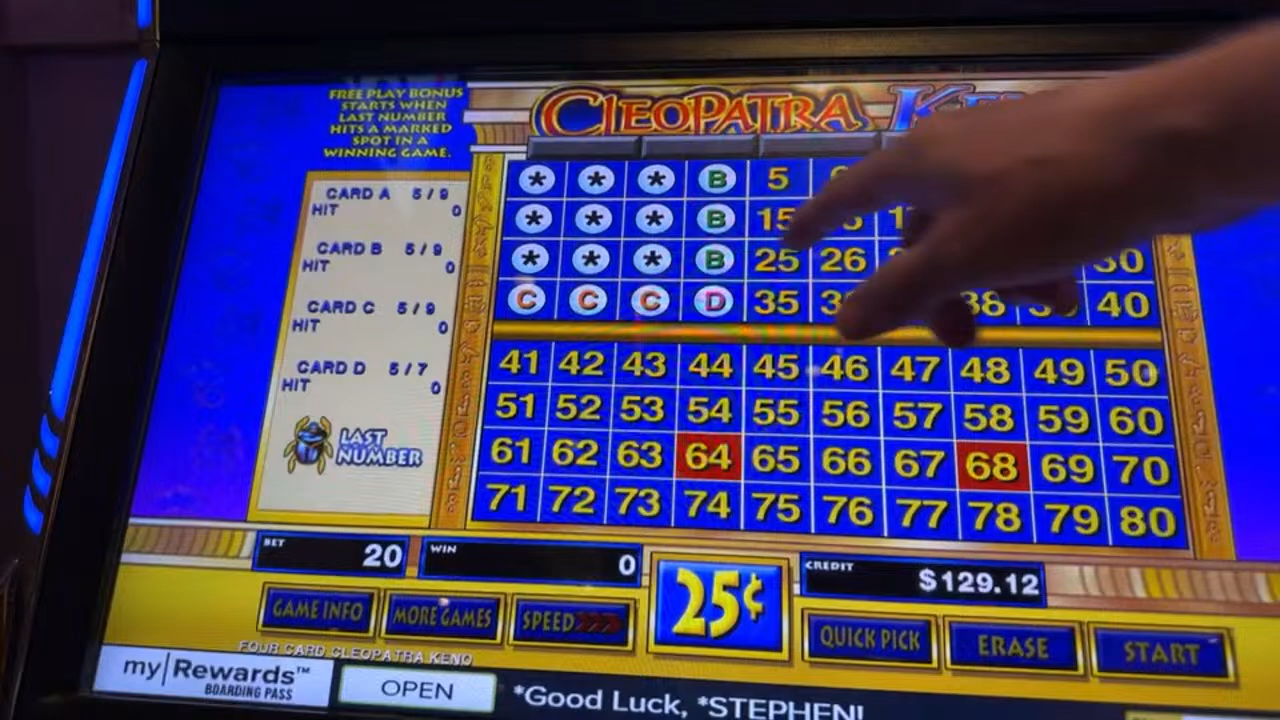 FREE PLAY BONUS
STARTS WHEN
LAST NUMBER
HITS A MARKED
SPOT IN A
WINNING GAME.
CLEOPATRA
CARD A 5/9
HIT 0
CARD B 5/9
HIT 0
CARD C 5/9
HIT 0
CARD D 5/7
HIT 0
LAST
NUMBER
* * * B 5
* * * B 15
* * * B 25 26 30
C C C D 35 38 40
41 42 43 44 45 46 47 48 49 50
51 52 53 54 55 56 57 58 59 60
61 62 63 64 65 66 67 68 69 70
71 72 73 74 75 76 77 78 79 80
BET 20 WIN 0 25¢ CREDIT $129.12
GAME INFO MORE GAMES SPEED>>> QUICK PICK ERASE START
FOUR CARD CLEOPATRA KENO
my|Rewards™
BOARDING PASS
OPEN
*Good Luck, *STEPHEN!